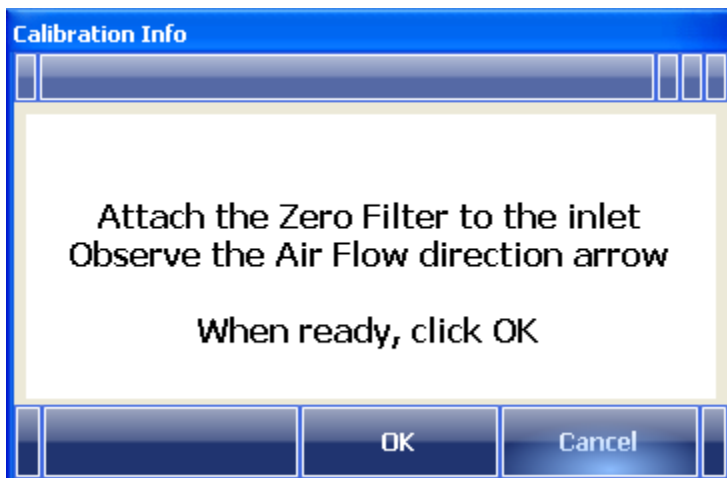 Calibration Info
Attach the Zero Filter to the inlet
Observe the Air Flow direction arrow
When ready, click OK
OK
Cancel